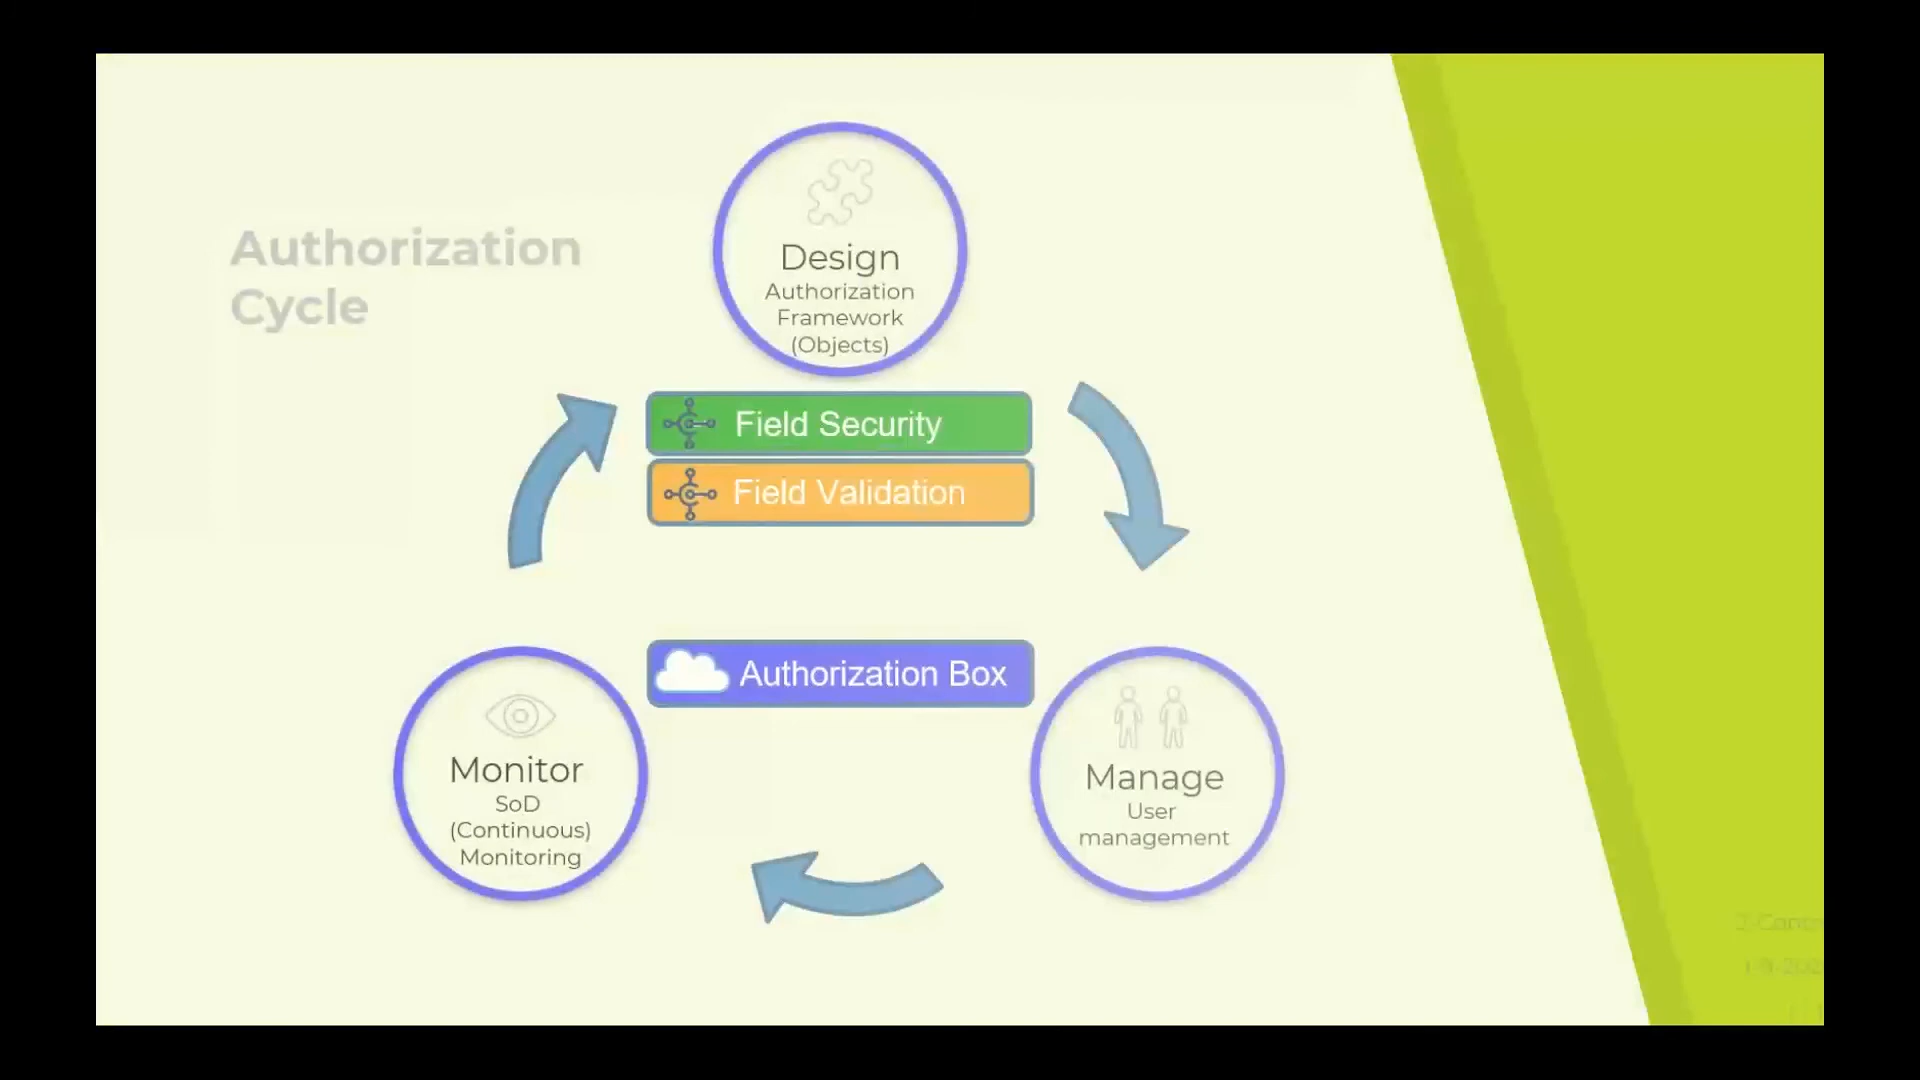 Authorization
Cycle
Design
Authorization
Framework
(Objects)
Field Security
Field Validation
Authorization Box
Monitor
SoD
(Continuous)
Monitoring
Manage
User
management